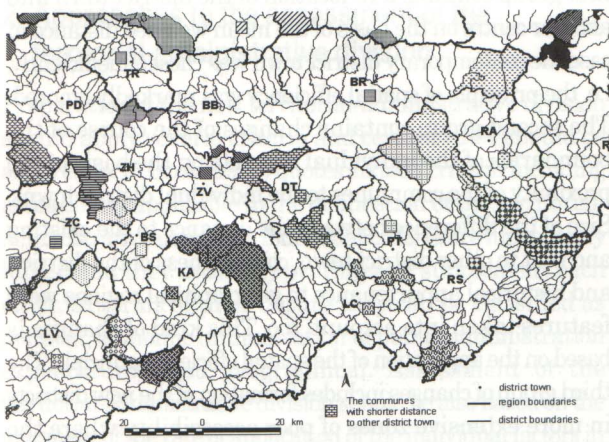 TR
BR
PD
BB
RA
R
ZH
ZV
DT
ZC
BS
PT
KA
RS
LV
VK
The communes
with shorter distance
to other district town
district town
region boundaries
district boundaries
20 0 20 km